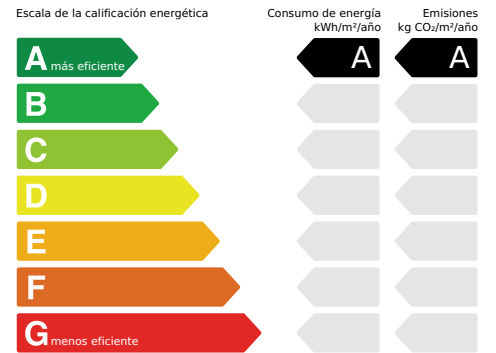 Escala de la calificación energética
Consumo de energía
kWh/m²/año
Emisiones
kg CO₂/m²/año
A más eficiente
A
A
B
C
D
E
F
G menos eficiente